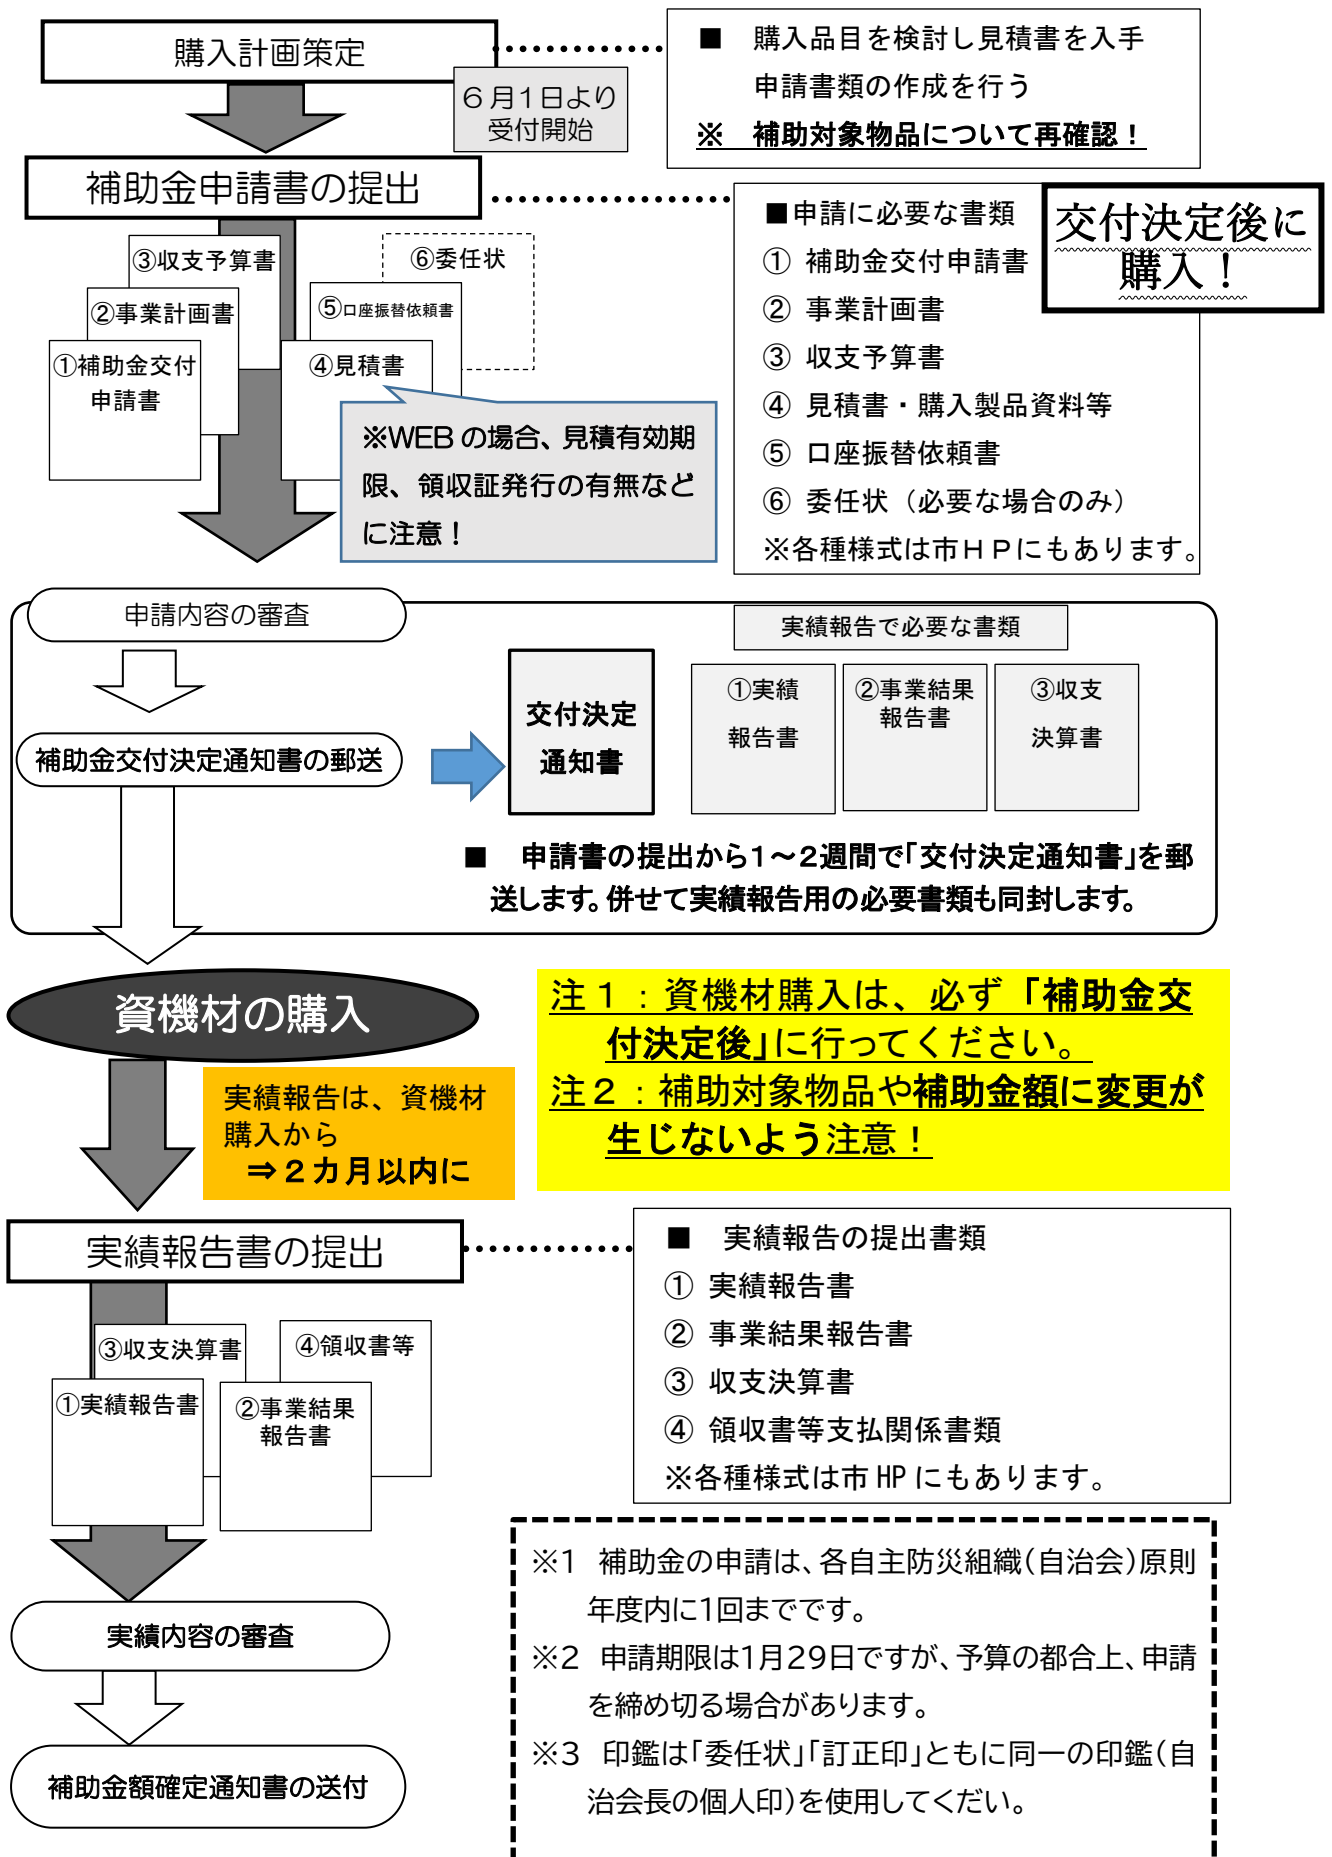 購入計画策定
6月1日より
受付開始
■　購入品目を検討し見積書を入手
申請書類の作成を行う
※　補助対象物品について再確認！
補助金申請書の提出
③収支予算書
②事業計画書
①補助金交付
申請書
⑥委任状
⑤口座振替依頼書
④見積書
※WEBの場合、見積有効期
限、領収証発行の有無など
に注意！
■申請に必要な書類
① 補助金交付申請書
② 事業計画書
③ 収支予算書
④ 見積書・購入製品資料等
⑤ 口座振替依頼書
⑥ 委任状（必要な場合のみ）
※各種様式は市ＨＰにもあります。
交付決定後に
購入！
申請内容の審査
補助金交付決定通知書の郵送
交付決定
通知書
実績報告で必要な書類
①実績
報告書
②事業結果
報告書
③収支
決算書
■　申請書の提出から1～2週間で「交付決定通知書」を郵
送します。併せて実績報告用の必要書類も同封します。
資機材の購入
実績報告は、資機材
購入から
⇒２カ月以内に
注１：資機材購入は、必ず「補助金交
付決定後」に行ってください。
注２：補助対象物品や補助金額に変更が
生じないよう注意！
実績報告書の提出
③収支決算書
①実績報告書
④領収書等
②事業結果
報告書
■　実績報告の提出書類
① 実績報告書
② 事業結果報告書
③ 収支決算書
④ 領収書等支払関係書類
※各種様式は市HPにもあります。
実績内容の審査
補助金額確定通知書の送付
※1　補助金の申請は、各自主防災組織（自治会）原則
年度内に1回までです。
※2　申請期限は1月29日ですが、予算の都合上、申請
を締め切る場合があります。
※3　印鑑は「委任状」「訂正印」ともに同一の印鑑（自
治会長の個人印）を使用してくだい。